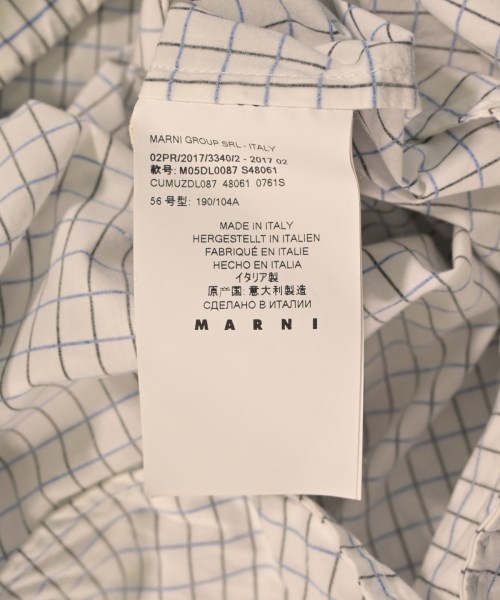 MARNI GROUP SRL - ITALY
02PR/2017/3340/2 - 2017 02
款号: M05DL0087 S48061
CUMUZDL087 48061 0761S
56 号型: 190/104A
MADE IN ITALY
HERGESTELLT IN ITALIEN
FABRIQUÉ EN ITALIE
HECHO EN ITALIA
イタリア製
原产国: 意大利製造
СДЕЛАНО В ИТАЛИИ
MARNI